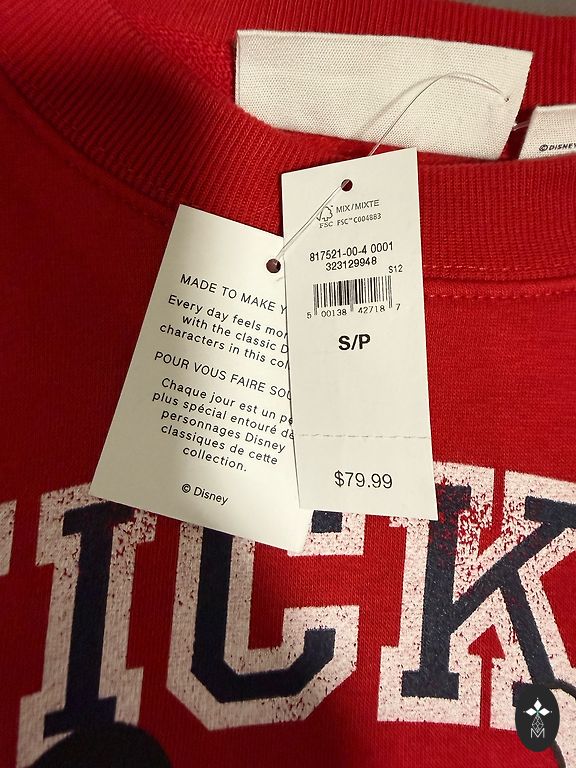 ©DISNEY
MIX/MIXTE
FSC FSC™ C004883
817521-00-4 0001
323129948
$12
5 00138 42718 7
S/P
$79.99
MADE TO MAKE Y
Every day feels mor
with the classic D
characters in this col
POUR VOUS FAIRE SOU
Chaque jour est un pe
plus spécial entouré de
personnages Disney
classiques de cette
collection.
© Disney
ICK
M